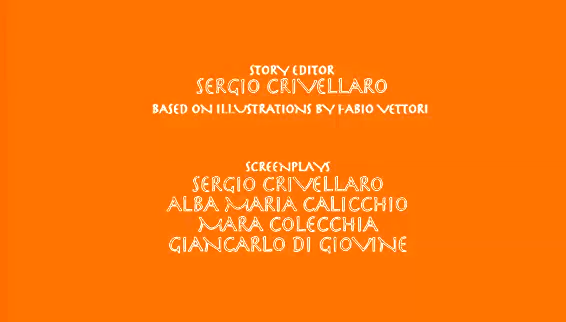 STORY EDITOR
SERGIO CRIVELLARO
BASED ON ILLUSTRATIONS BY FABIO VETTORI
SCREENPLAYS
SERGIO CRIVELLARO
ALBA MARIA CALICCHIO
MARA COLECCHIA
GIANCARLO DI GIOVINE